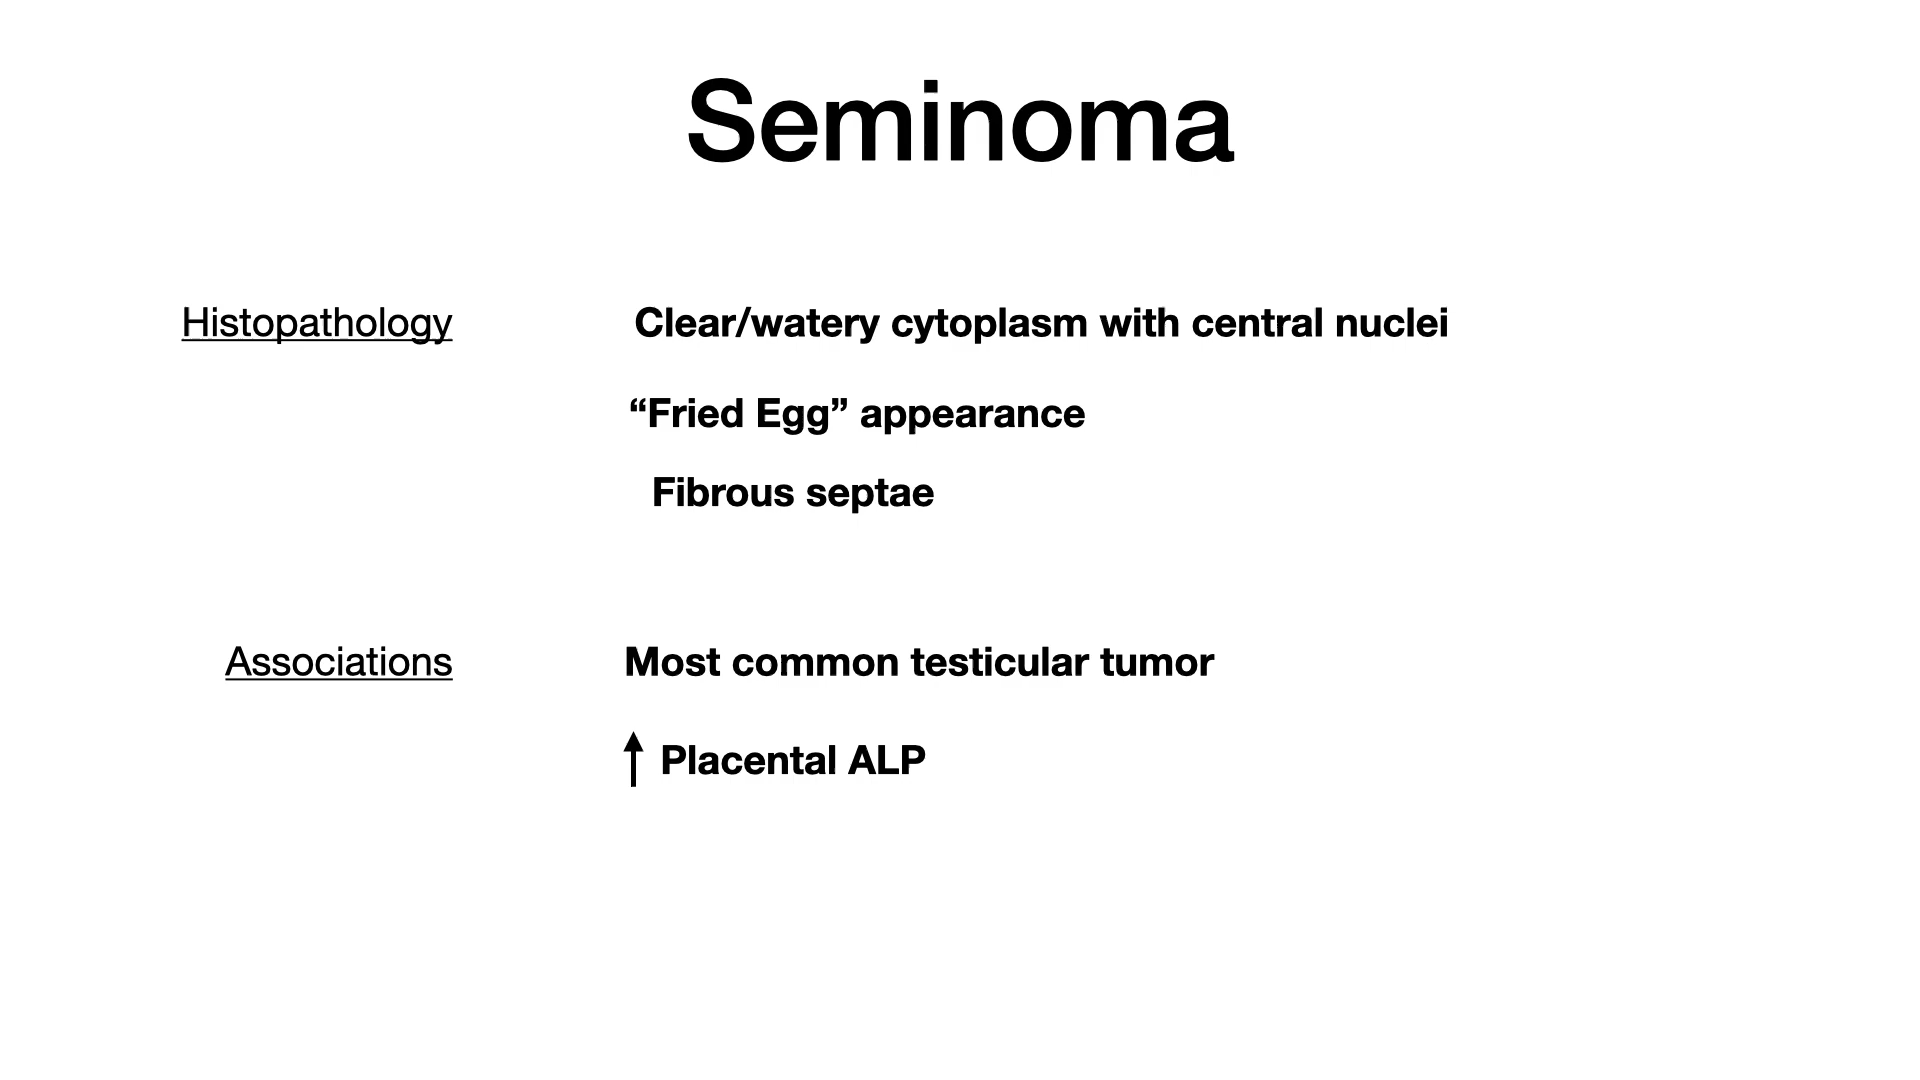 Seminoma
Histopathology Clear/watery cytoplasm with central nuclei
“Fried Egg” appearance
Fibrous septae
Associations Most common testicular tumor
↑ Placental ALP